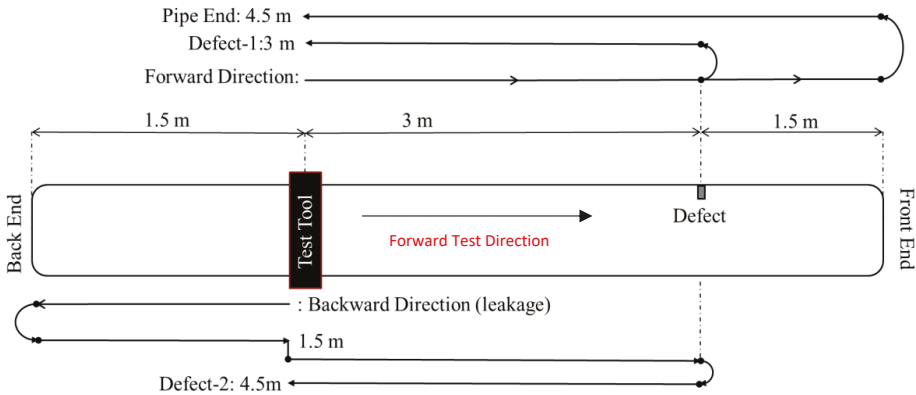 Pipe End: 4.5 m
Defect-1:3 m
Forward Direction:
1.5 m
3 m
1.5 m
Back End
Test Tool
Forward Test Direction
Defect
Front End
: Backward Direction (leakage)
1.5 m
Defect-2: 4.5m